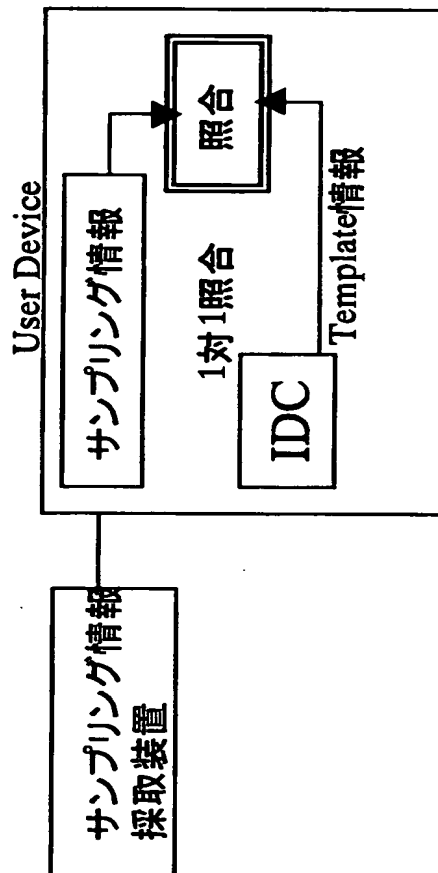 User Device
サンプリング情報
採取装置
サンプリング情報
照合
1対1照合
IDC
Template情報